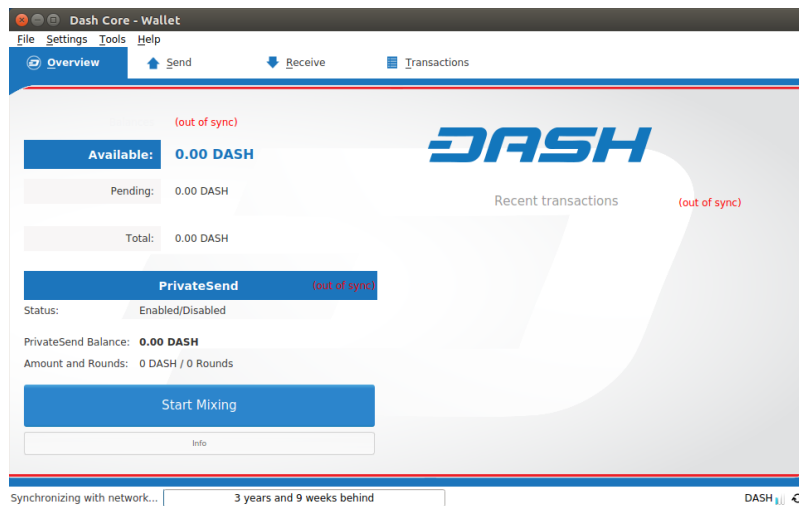 Dash Core - Wallet
File Settings Tools Help
Overview Send Receive Transactions
(out of sync)
Available: 0.00 DASH
Pending: 0.00 DASH
Total: 0.00 DASH
DASH
Recent transactions (out of sync)
PrivateSend (out of sync)
Status: Enabled/Disabled
PrivateSend Balance: 0.00 DASH
Amount and Rounds: 0 DASH / 0 Rounds
Start Mixing
Info
Synchronizing with network... 3 years and 9 weeks behind DASH